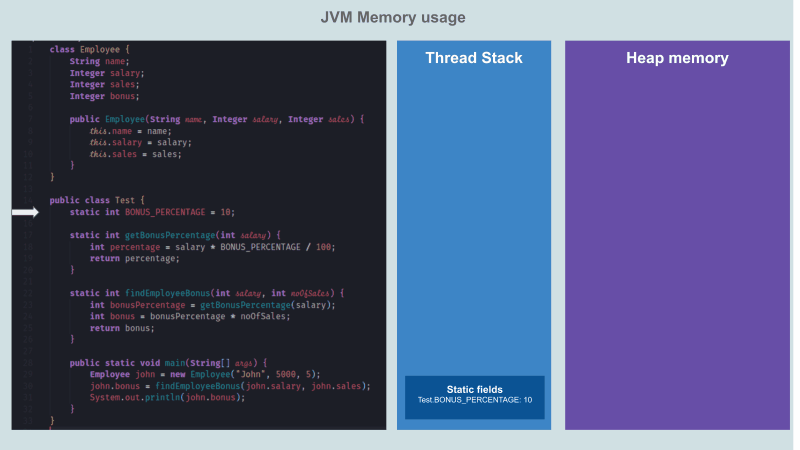 JVM Memory usage
class Employee {
String name;
Integer salary;
Integer sales;
Integer bonus;
public Employee(String name, Integer salary, Integer sales) {
this.name = name;
this.salary = salary;
this.sales = sales;
}
}
public class Test {
static int BONUS_PERCENTAGE = 10;
static int getBonusPercentage(int salary) {
int percentage = salary * BONUS_PERCENTAGE / 100;
return percentage;
}
static int findEmployeeBonus(int salary, int noOfSales) {
int bonusPercentage = getBonusPercentage(salary);
int bonus = bonusPercentage * noOfSales;
return bonus;
}
public static void main(String[] args) {
Employee john = new Employee("John", 5000, 5);
john.bonus = findEmployeeBonus(john.salary, john.sales);
System.out.println(john.bonus);
}
}
Thread Stack
Static fields
Test.BONUS_PERCENTAGE: 10
Heap memory